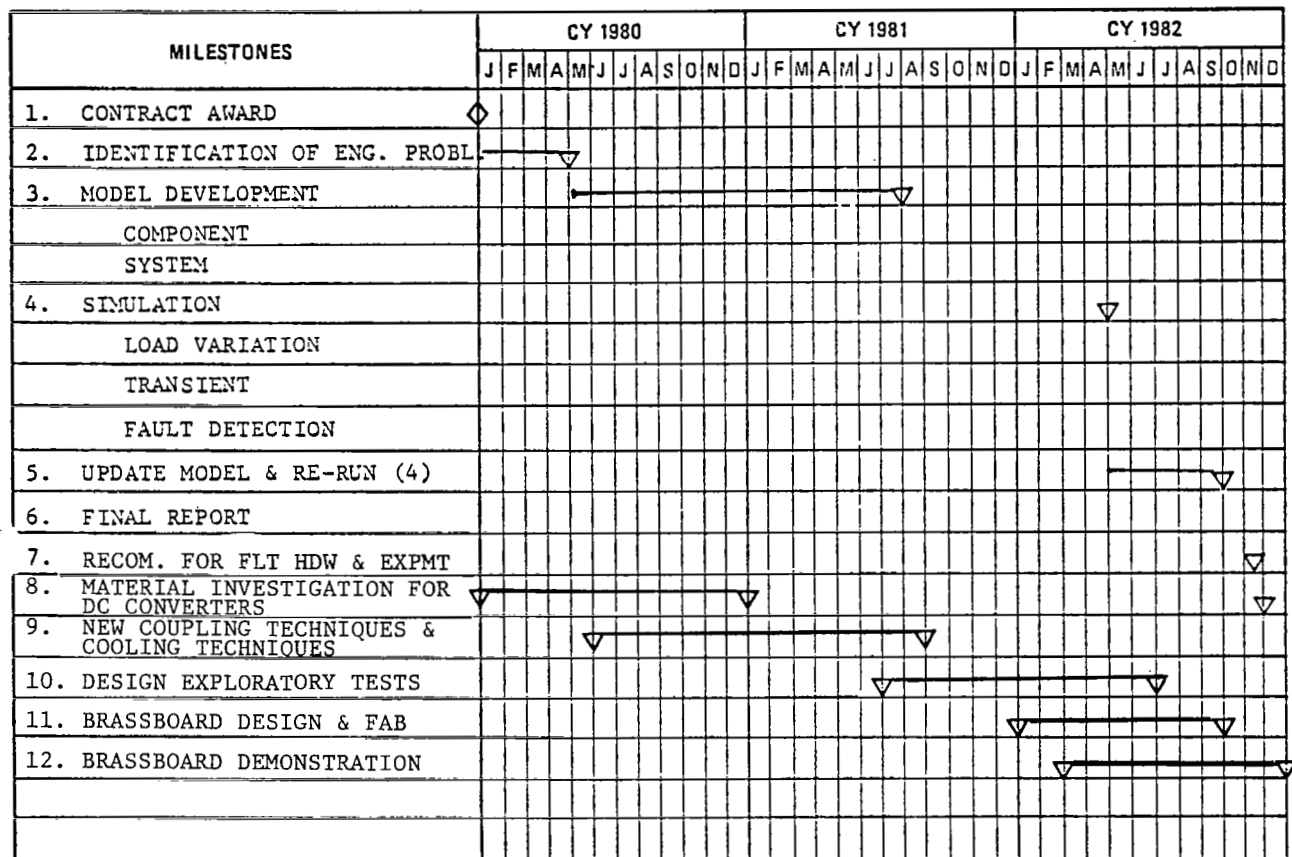 MILESTONES
CY 1980 CY 1981 CY 1982
J F M A M J J A S O N D J F M A M J J A S O N D J F M A M J J A S O N D
1. CONTRACT AWARD
2. IDENTIFICATION OF ENG. PROBL.
3. MODEL DEVELOPMENT
COMPONENT
SYSTEM
4. SIMULATION
LOAD VARIATION
TRANSIENT
FAULT DETECTION
5. UPDATE MODEL & RE-RUN (4)
6. FINAL REPORT
7. RECOM. FOR FLT HDW & EXPMT
8. MATERIAL INVESTIGATION FOR
DC CONVERTERS
9. NEW COUPLING TECHNIQUES &
COOLING TECHNIQUES
10. DESIGN EXPLORATORY TESTS
11. BRASSBOARD DESIGN & FAB
12. BRASSBOARD DEMONSTRATION